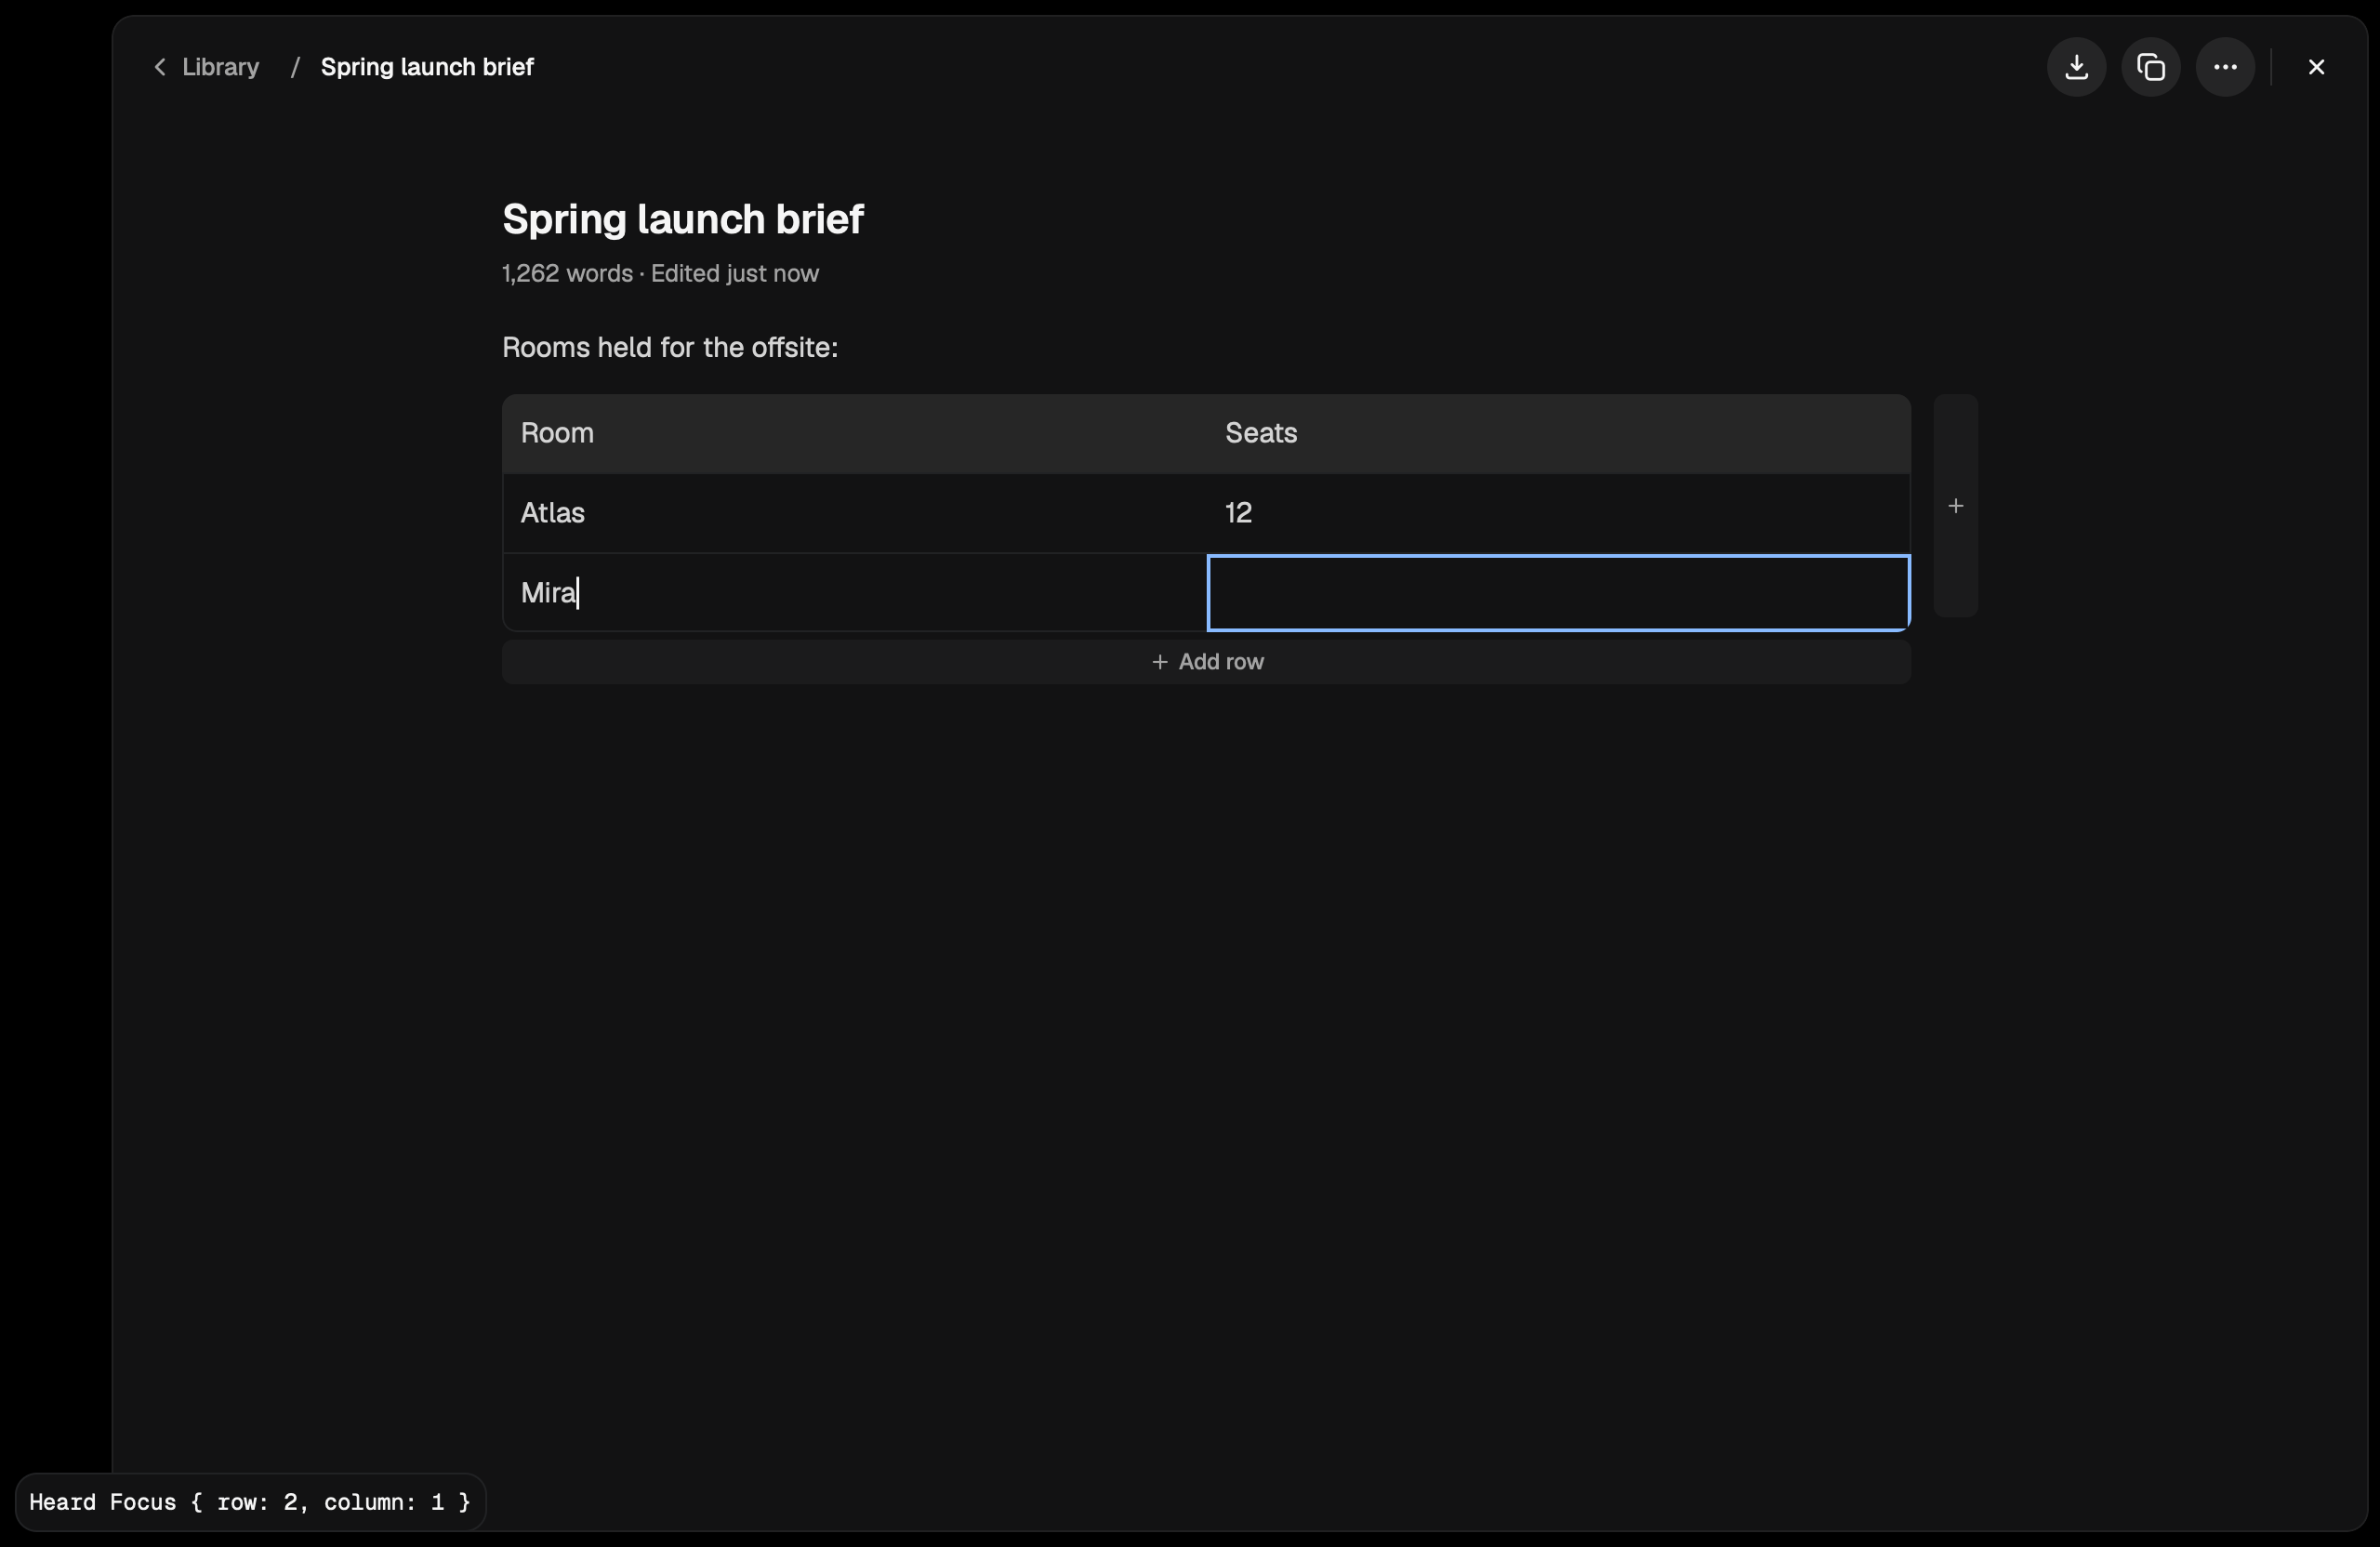 Library / Spring launch brief
Spring launch brief
1,262 words · Edited just now
Rooms held for the offsite:
Room Seats
Atlas 12
Mira
+ Add row
Heard Focus { row: 2, column: 1 }